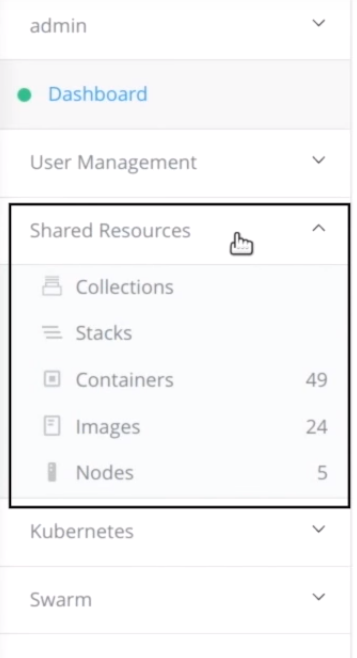 admin
Dashboard
User Management
Shared Resources
Collections
Stacks
Containers 49
Images 24
Nodes 5
Kubernetes
Swarm